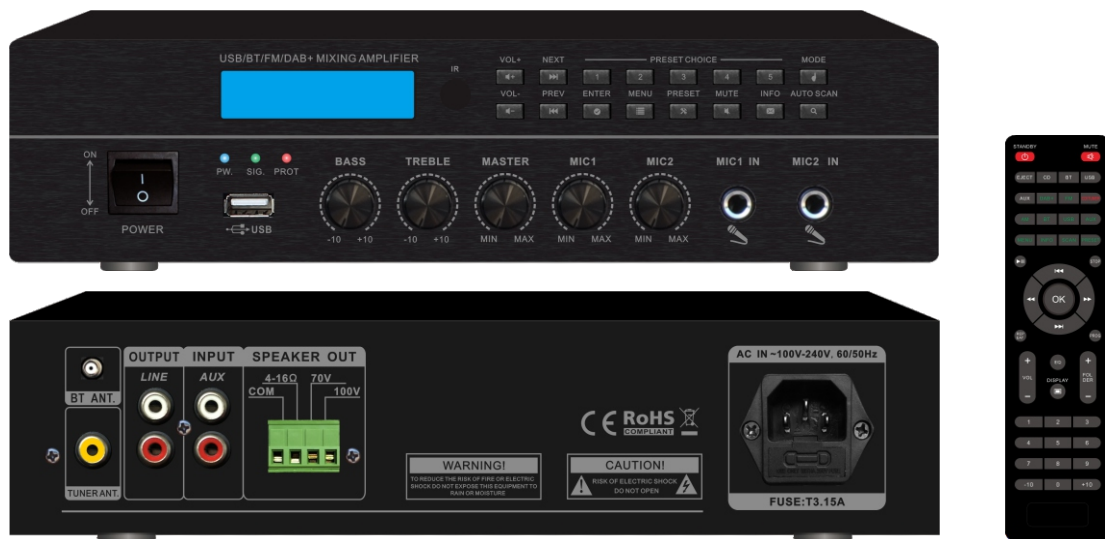 USB/BT/FM/DAB+ MIXING AMPLIFIER
IR
VOL+ NEXT PRESET CHOICE MODE
1 2 3 4 5
VOL- PREV ENTER MENU PRESET MUTE INFO AUTO SCAN
ON
OFF
POWER
PW. SIG. PROT
USB
BASS TREBLE MASTER MIC1 MIC2 MIC1 IN MIC2 IN
-10 +10 -10 +10 MIN MAX MIN MAX MIN MAX
BT ANT.
TUNER ANT.
OUTPUT INPUT SPEAKER OUT
LINE AUX
4-16Ω 70V
COM 100V
CE RoHS
COMPLIANT
WARNING!
TO REDUCE THE RISK OF FIRE OR ELECTRIC
SHOCK DO NOT EXPOSE THIS EQUIPMENT TO
RAIN OR MOISTURE
CAUTION!
RISK OF ELECTRIC SHOCK
DO NOT OPEN
AC IN ~100V-240V, 60/50Hz
FUSE:T3.15A
STANDBY MUTE
EJECT CD BT USB
AUX
OK
VOL
DISPLAY
FOL
DER
1 2 3
4 5 6
7 8 9
-10 0 +10